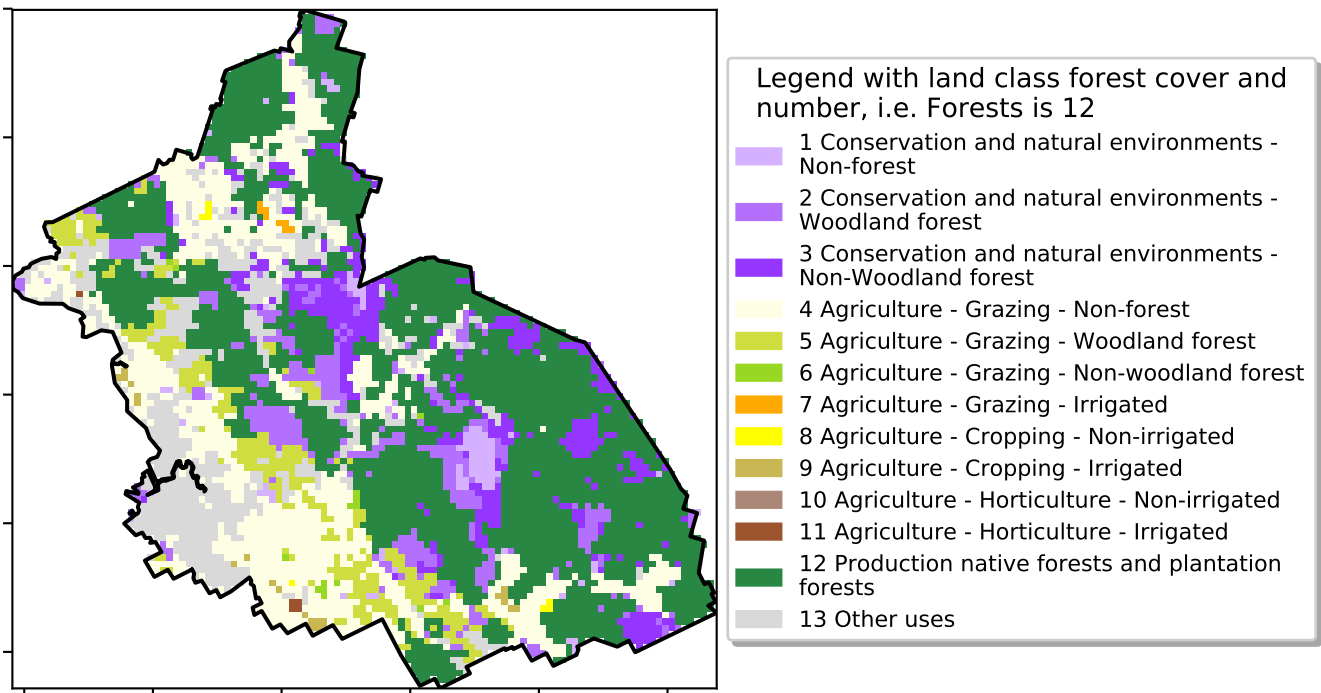 Legend with land class forest cover and
number, i.e. Forests is 12
1 Conservation and natural environments -
Non-forest
2 Conservation and natural environments -
Woodland forest
3 Conservation and natural environments -
Non-Woodland forest
4 Agriculture - Grazing - Non-forest
5 Agriculture - Grazing - Woodland forest
6 Agriculture - Grazing - Non-woodland forest
7 Agriculture - Grazing - Irrigated
8 Agriculture - Cropping - Non-irrigated
9 Agriculture - Cropping - Irrigated
10 Agriculture - Horticulture - Non-irrigated
11 Agriculture - Horticulture - Irrigated
12 Production native forests and plantation
forests
13 Other uses